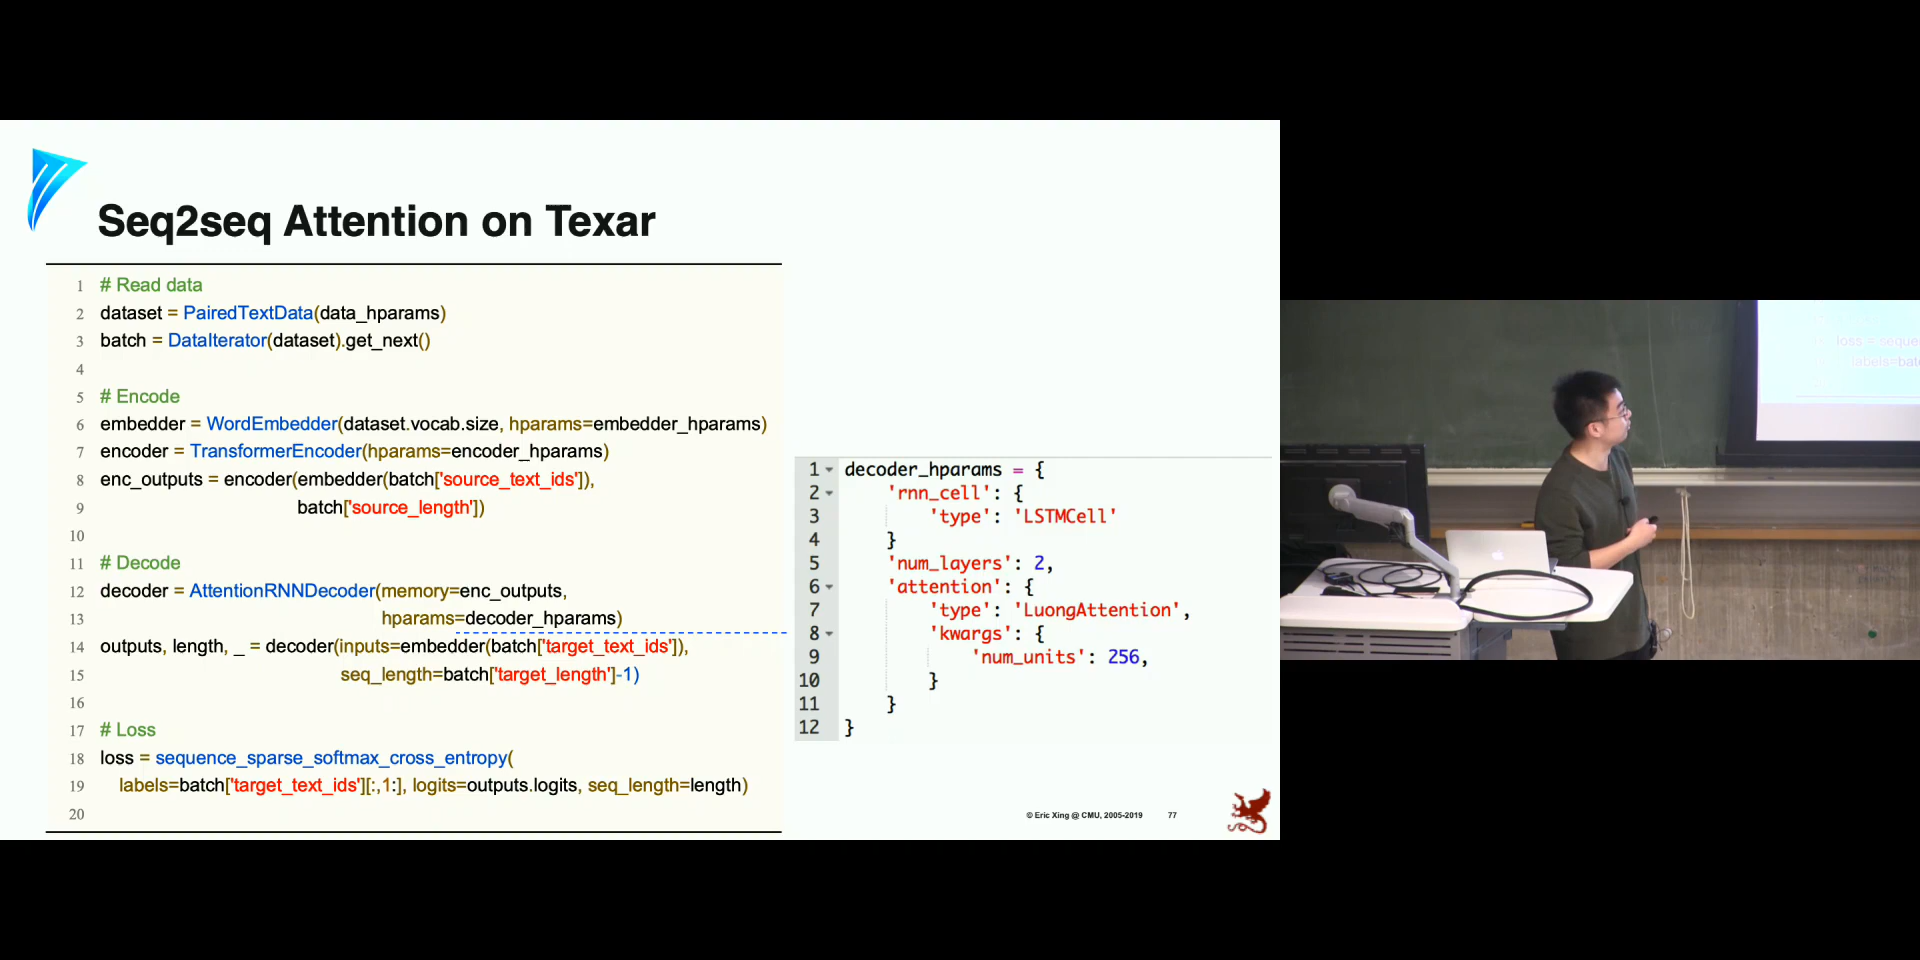 Seq2seq Attention on Texar
1 # Read data
2 dataset = PairedTextData(data_hparams)
3 batch = DataIterator(dataset).get_next()
4
5 # Encode
6 embedder = WordEmbedder(dataset.vocab.size, hparams=embedder_hparams)
7 encoder = TransformerEncoder(hparams=encoder_hparams)
8 enc_outputs = encoder(embedder(batch['source_text_ids']),
9 batch['source_length'])
10
11 # Decode
12 decoder = AttentionRNNDecoder(memory=enc_outputs,
13 hparams=decoder_hparams)
14 outputs, length, _ = decoder(inputs=embedder(batch['target_text_ids']),
15 seq_length=batch['target_length']-1)
16
17 # Loss
18 loss = sequence_sparse_softmax_cross_entropy(
19 labels=batch['target_text_ids'][:,1:], logits=outputs.logits, seq_length=length)
20
1 decoder_hparams = {
2 'rnn_cell': {
3 'type': 'LSTMCell'
4 }
5 'num_layers': 2,
6 'attention': {
7 'type': 'LuongAttention',
8 'kwargs': {
9 'num_units': 256,
10 }
11 }
12 }
© Eric Xing @ CMU, 2005-2019 77
loss = seque
labels=bat